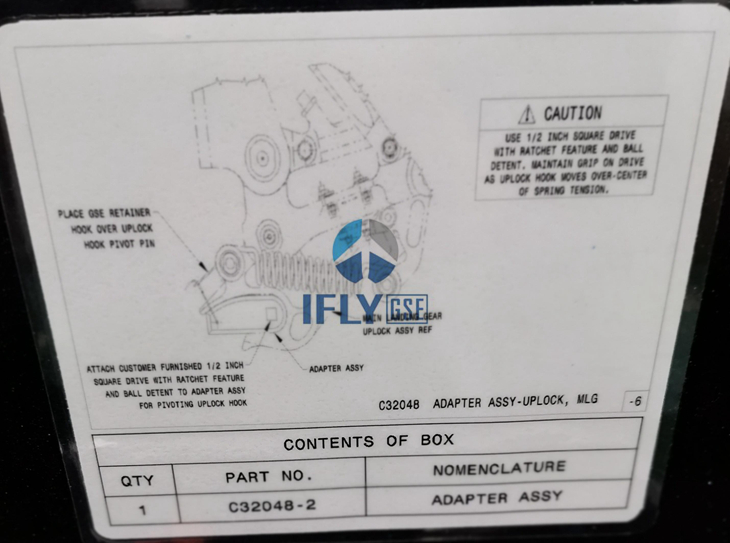 ⚠ CAUTION
USE 1/2 INCH SQUARE DRIVE
WITH RATCHET FEATURE AND BALL
DETENT. MAINTAIN GRIP ON DRIVE
AS UPLOCK HOOK MOVES OVER-CENTER
OF SPRING TENSION.
PLACE GSE RETAINER
HOOK OVER UPLOCK
HOOK PIVOT PIN
IFLY GSE
MAIN LANDING GEAR
UPLOCK ASSY REF
ATTACH CUSTOMER FURNISHED 1/2 INCH
SQUARE DRIVE WITH RATCHET FEATURE
AND BALL DETENT TO ADAPTER ASSY
FOR PIVOTING UPLOCK HOOK
ADAPTER ASSY
C32048 ADAPTER ASSY-UPLOCK, MLG -6
CONTENTS OF BOX
QTY PART NO. NOMENCLATURE
1 C32048-2 ADAPTER ASSY